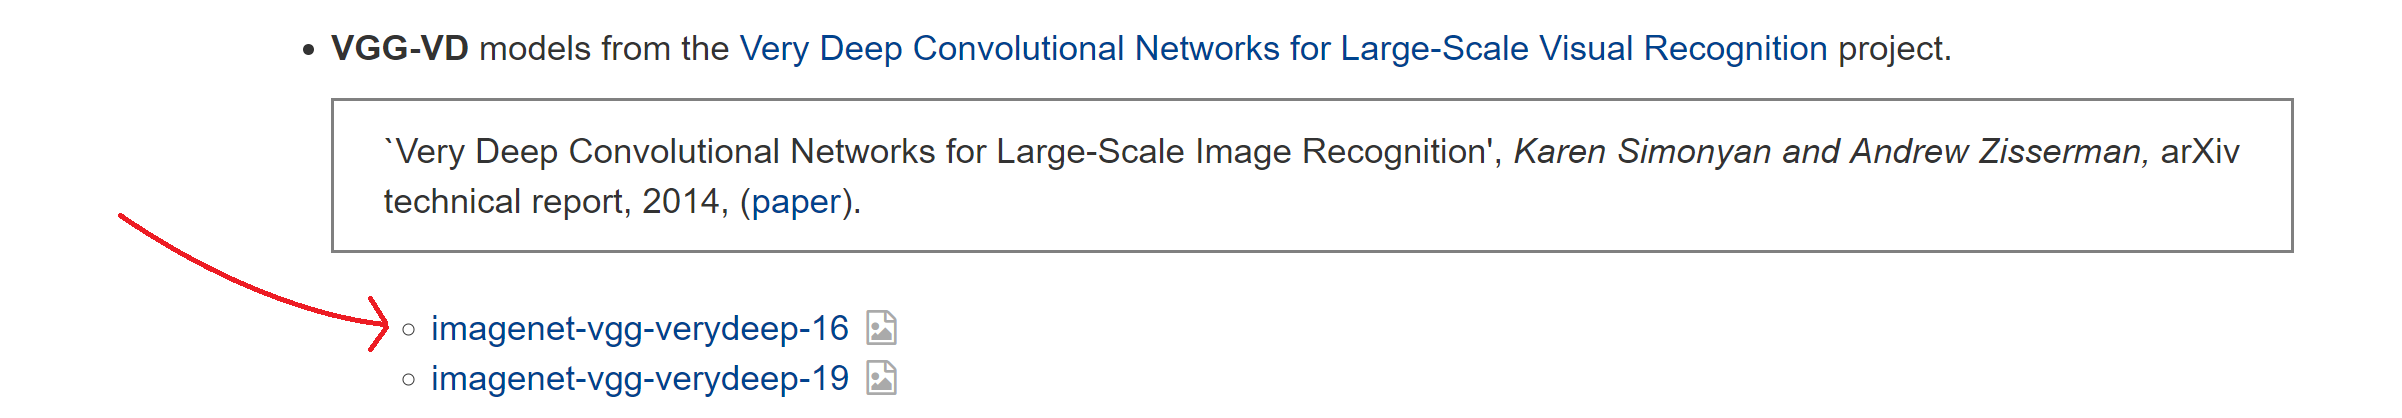 • VGG-VD models from the Very Deep Convolutional Networks for Large-Scale Visual Recognition project.
`Very Deep Convolutional Networks for Large-Scale Image Recognition', Karen Simonyan and Andrew Zisserman, arXiv
technical report, 2014, (paper).
○ imagenet-vgg-verydeep-16
○ imagenet-vgg-verydeep-19